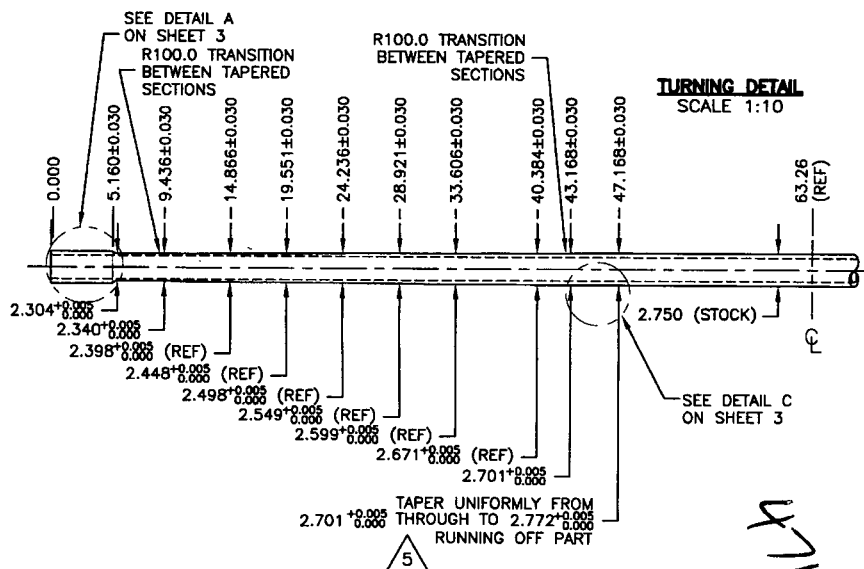 SEE DETAIL A
ON SHEET 3
R100.0 TRANSITION
BETWEEN TAPERED
SECTIONS
R100.0 TRANSITION
BETWEEN TAPERED
SECTIONS
TURNING DETAIL
SCALE 1:10
0.000
5.160±0.030
9.436±0.030
14.866±0.030
19.551±0.030
24.236±0.030
28.921±0.030
33.606±0.030
40.384±0.030
43.168±0.030
47.168±0.030
63.26
(REF)
2.304+0.005 0.000
2.340+0.005 0.000
2.398+0.005 0.000 (REF)
2.448+0.005 0.000 (REF)
2.498+0.005 0.000 (REF)
2.549+0.005 0.000 (REF)
2.599+0.005 0.000 (REF)
2.671+0.005 0.000 (REF)
2.701+0.005 0.000
2.750 (STOCK)
℄
SEE DETAIL C
ON SHEET 3
TAPER UNIFORMLY FROM
2.701 +0.005 0.000 THROUGH TO 2.772+0.005 0.000
RUNNING OFF PART
5